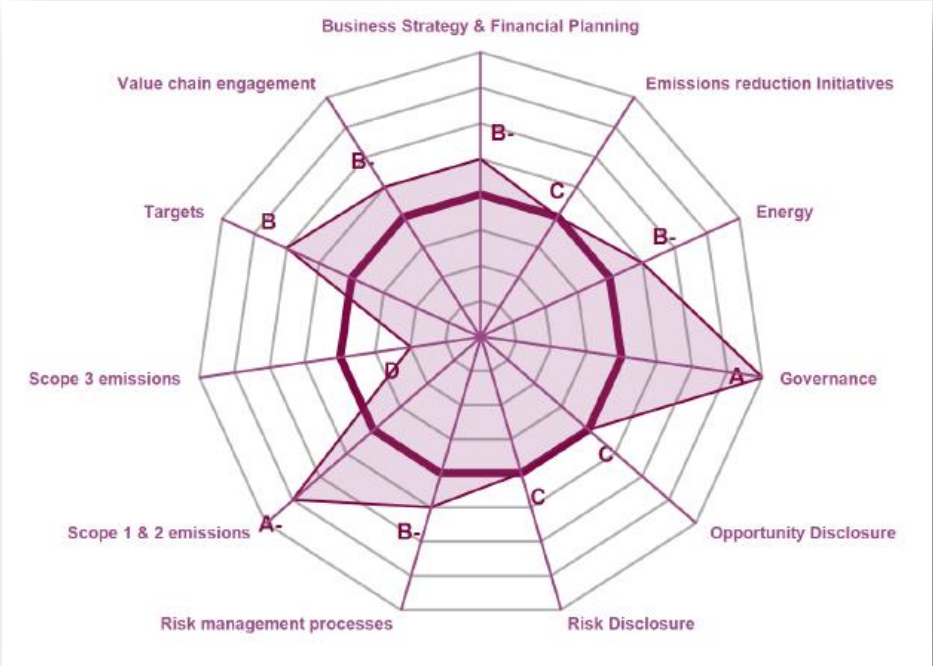 Business Strategy & Financial Planning
Value chain engagement
Emissions reduction Initiatives
B-
B-
C
Targets
B
B-
Energy
Scope 3 emissions
D
A
Governance
C
C
Scope 1 & 2 emissions
A-
B-
Opportunity Disclosure
Risk management processes
Risk Disclosure